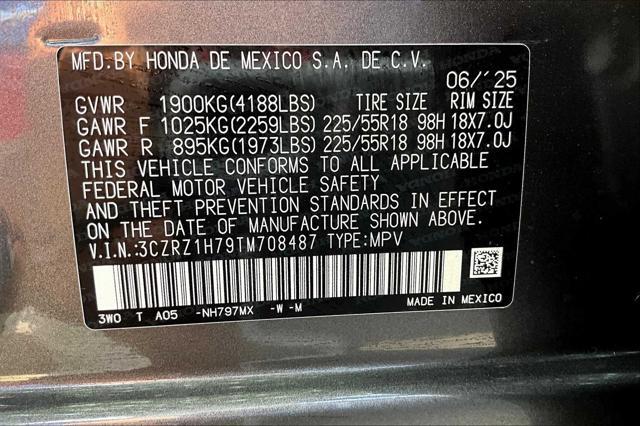 MFD.BY HONDA DE MEXICO S.A. DE C.V.
06/'25
GVWR 1900KG(4188LBS) TIRE SIZE RIM SIZE
GAWR F 1025KG(2259LBS) 225/55R18 98H 18X7.0J
GAWR R 895KG(1973LBS) 225/55R18 98H 18X7.0J
THIS VEHICLE CONFORMS TO ALL APPLICABLE
FEDERAL MOTOR VEHICLE SAFETY
AND THEFT PREVENTION STANDARDS IN EFFECT
ON THE DATE OF MANUFACTURE SHOWN ABOVE.
V.I.N.:3CZRZ1H79TM708487 TYPE:MPV
3W0 T A05 -NH797MX -W -M MADE IN MEXICO